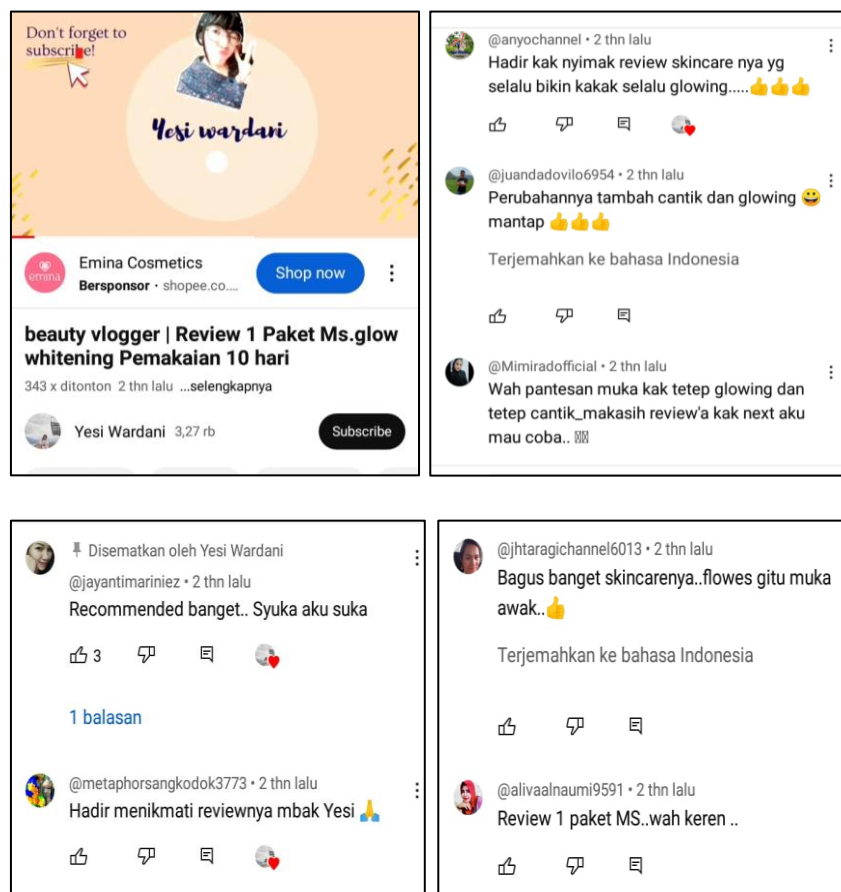 Don't forget to
subscribe!
Yesi wardani
emina
Emina Cosmetics
Bersponsor · shopee.co....
Shop now
beauty vlogger | Review 1 Paket Ms.glow
whitening Pemakaian 10 hari
343 x ditonton 2 thn lalu ...selengkapnya
Yesi Wardani 3,27 rb
Subscribe
@anyochannel • 2 thn lalu
Hadir kak nyimak review skincare nya yg
selalu bikin kakak selalu glowing.....👍👍👍
@juandadovilo6954 • 2 thn lalu
Perubahannya tambah cantik dan glowing 😀
mantap 👍👍👍
Terjemahkan ke bahasa Indonesia
@Mimiradofficial • 2 thn lalu
Wah pantesan muka kak tetep glowing dan
tetep cantik_makasih review'a kak next aku
mau coba..
Disematkan oleh Yesi Wardani
@jayantimariniez • 2 thn lalu
Recommended banget.. Syuka aku suka
3
1 balasan
@metaphorsangkodok3773 • 2 thn lalu
Hadir menikmati reviewnya mbak Yesi 🙏
@jhtaragichannel6013 • 2 thn lalu
Bagus banget skincarenya..flowes gitu muka
awak..👍
Terjemahkan ke bahasa Indonesia
@alivaalnaumi9591 • 2 thn lalu
Review 1 paket MS..wah keren ..